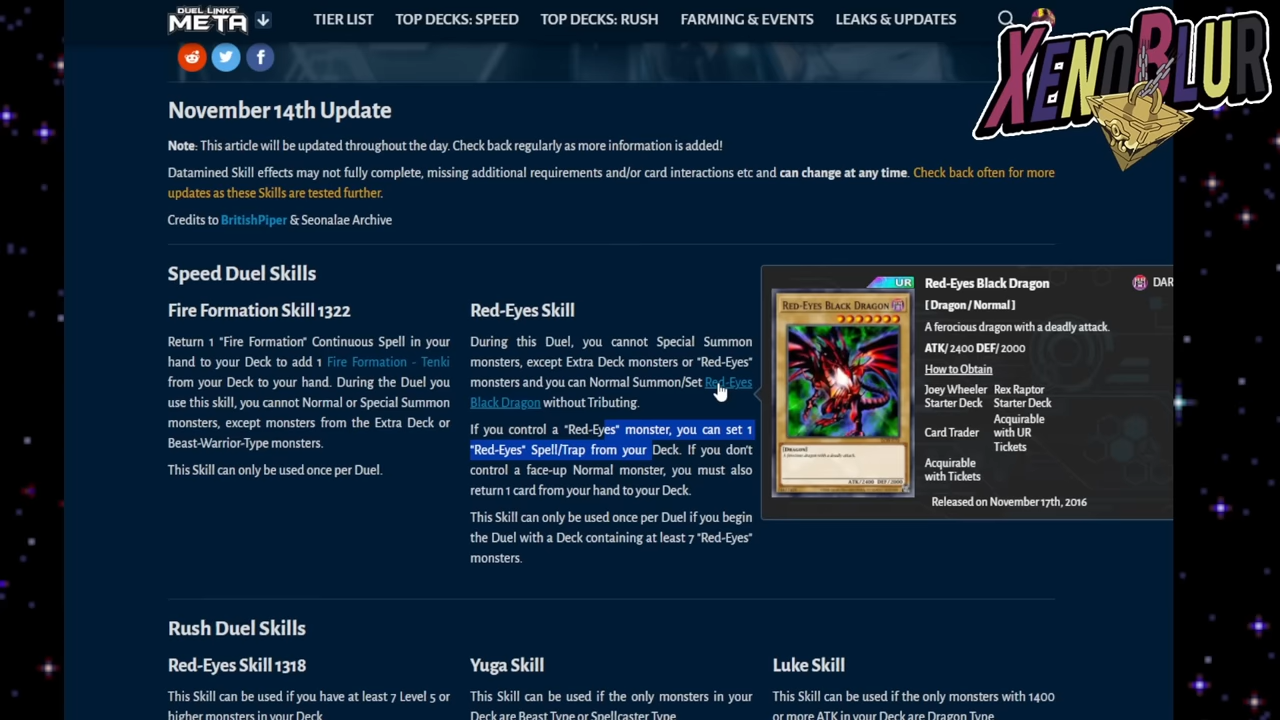 DUEL LINKS
META
TIER LIST
TOP DECKS: SPEED
TOP DECKS: RUSH
FARMING & EVENTS
LEAKS & UPDATES
XENOBLUR
November 14th Update
Note: This article will be updated throughout the day. Check back regularly as more information is added!
Datamined Skill effects may not fully complete, missing additional requirements and/or card interactions etc and can change at any time. Check back often for more
updates as these Skills are tested further.
Credits to BritishPiper & Seonalae Archive
Speed Duel Skills
Fire Formation Skill 1322
Return 1 "Fire Formation" Continuous Spell in
your hand to your Deck to add 1 Fire Formation - Tenki
from your Deck to your hand. During the Duel you
use this skill, you cannot Normal or Special Summon
monsters, except monsters from the Extra Deck or
Beast-Warrior-Type monsters.
This Skill can only be used once per Duel.
Red-Eyes Skill
During this Duel, you cannot Special Summon
monsters, except Extra Deck monsters or "Red-Eyes"
monsters and you can Normal Summon/Set Red-Eyes
Black Dragon without Tributing.
If you control a "Red-Eyes" monster, you can set 1
"Red-Eyes" Spell/Trap from your Deck. If you don't
control a face-up Normal monster, you must also
return 1 card from your hand to your Deck.
This Skill can only be used once per Duel if you begin
the Duel with a Deck containing at least 7 "Red-Eyes"
monsters.
UR
RED-EYES BLACK DRAGON
[DRAGON]
A ferocious dragon with a deadly attack.
ATK/2400 DEF/2000
Red-Eyes Black Dragon
DAR
[ Dragon / Normal ]
A ferocious dragon with a deadly attack.
ATK/ 2400 DEF/ 2000
How to Obtain
Joey Wheeler
Starter Deck
Rex Raptor
Starter Deck
Card Trader
Acquirable
with UR
Tickets
Acquirable
with Tickets
Released on November 17th, 2016
Rush Duel Skills
Red-Eyes Skill 1318
This Skill can be used if you have at least 7 Level 5 or
higher monsters in your Deck
Yuga Skill
This Skill can be used if the only monsters in your
Deck are Beast Type or Spellcaster Type
Luke Skill
This Skill can be used if the only monsters with 1400
or more ATK in your Deck are Dragon Type